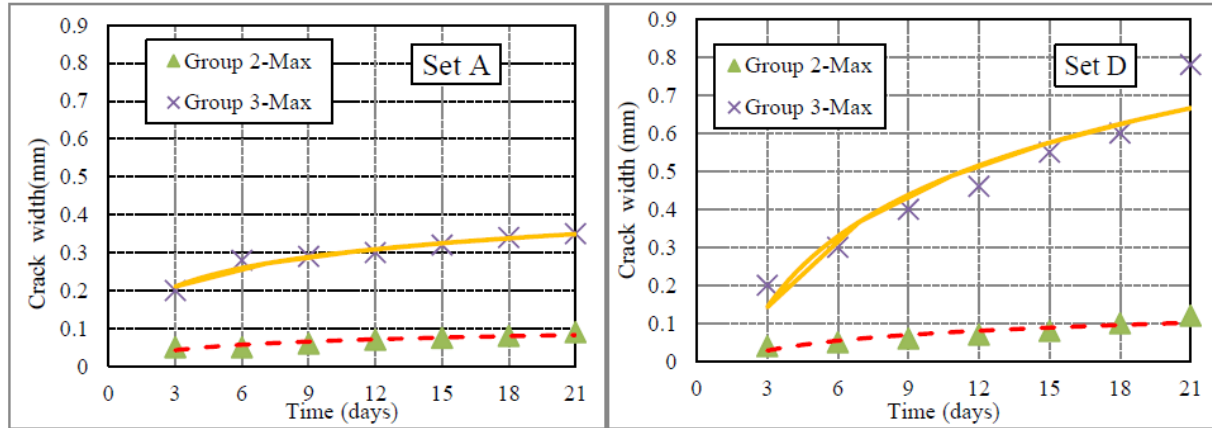 0.9
0.8
0.7
0.6
0.5
0.4
0.3
0.2
0.1
0
Crack width(mm)
Group 2-Max
Group 3-Max
Set A
0 3 6 9 12 15 18 21
Time (days)
0.9
0.8
0.7
0.6
0.5
0.4
0.3
0.2
0.1
0
Crack width (mm)
Group 2-Max
Group 3-Max
Set D
0 3 6 9 12 15 18 21
Time (days)